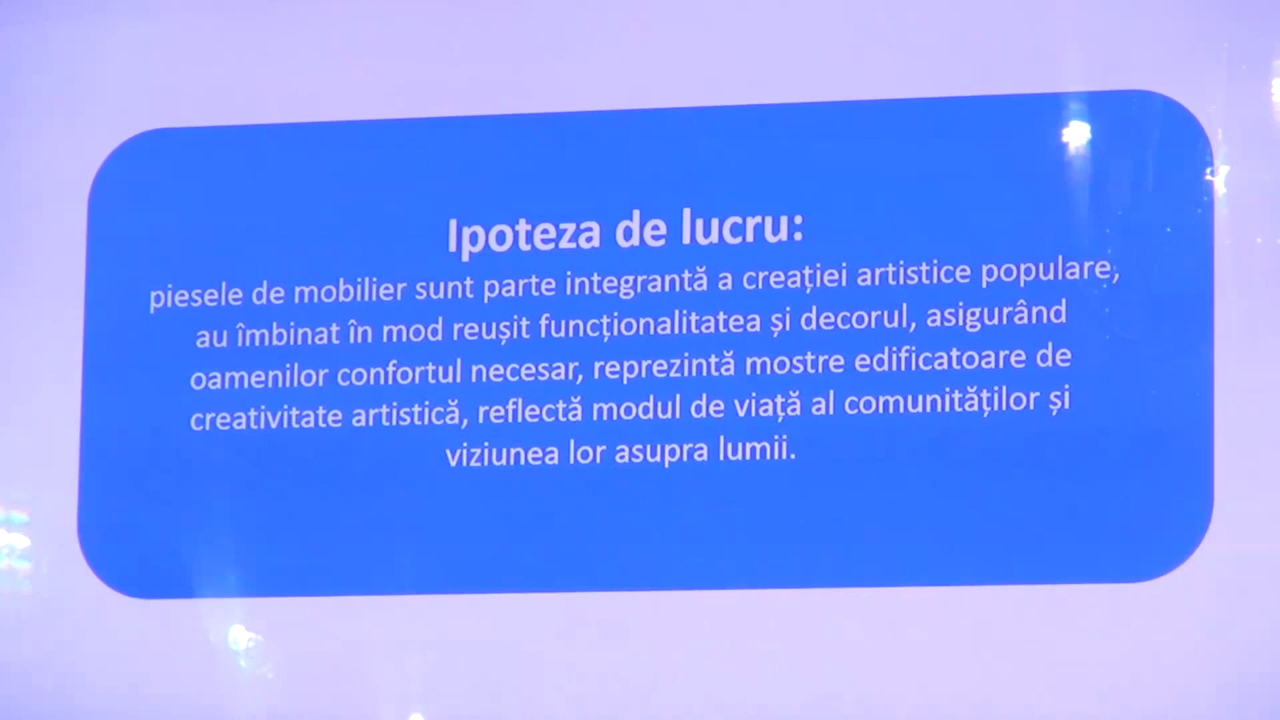 Ipoteza de lucru:
piesele de mobilier sunt parte integrantă a creației artistice populare,
au îmbinat în mod reușit funcționalitatea și decorul, asigurând
oamenilor confortul necesar, reprezintă mostre edificatoare de
creativitate artistică, reflectă modul de viață al comunităților și
viziunea lor asupra lumii.